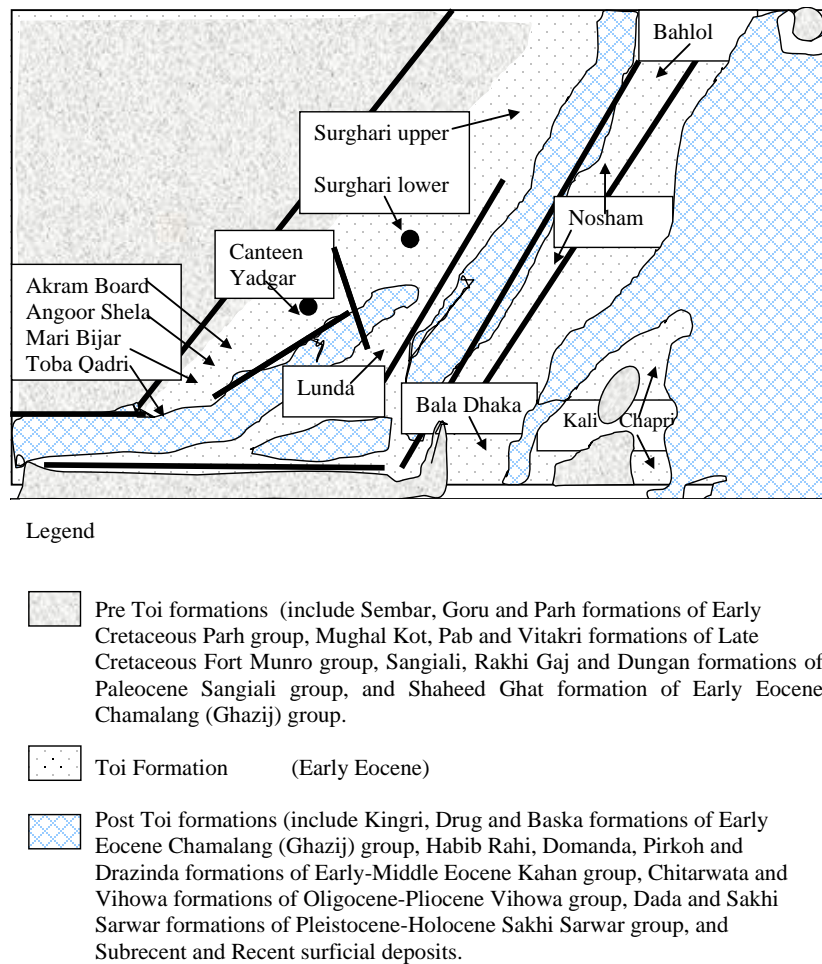 Bahlol
Surghari upper
Surghari lower
Nosham
Canteen
Yadgar
Akram Board
Angoor Shela
Mari Bijar
Toba Qadri
Lunda
Bala Dhaka
Kali Chapri
Legend
Pre Toi formations (include Sembar, Goru and Parh formations of Early
Cretaceous Parh group, Mughal Kot, Pab and Vitakri formations of Late
Cretaceous Fort Munro group, Sangiali, Rakhi Gaj and Dungan formations of
Paleocene Sangiali group, and Shaheed Ghat formation of Early Eocene
Chamalang (Ghazij) group.
Toi Formation (Early Eocene)
Post Toi formations (include Kingri, Drug and Baska formations of Early
Eocene Chamalang (Ghazij) group, Habib Rahi, Domanda, Pirkoh and
Drazinda formations of Early-Middle Eocene Kahan group, Chitarwata and
Vihowa formations of Oligocene-Pliocene Vihowa group, Dada and Sakhi
Sarwar formations of Pleistocene-Holocene Sakhi Sarwar group, and
Subrecent and Recent surficial deposits.